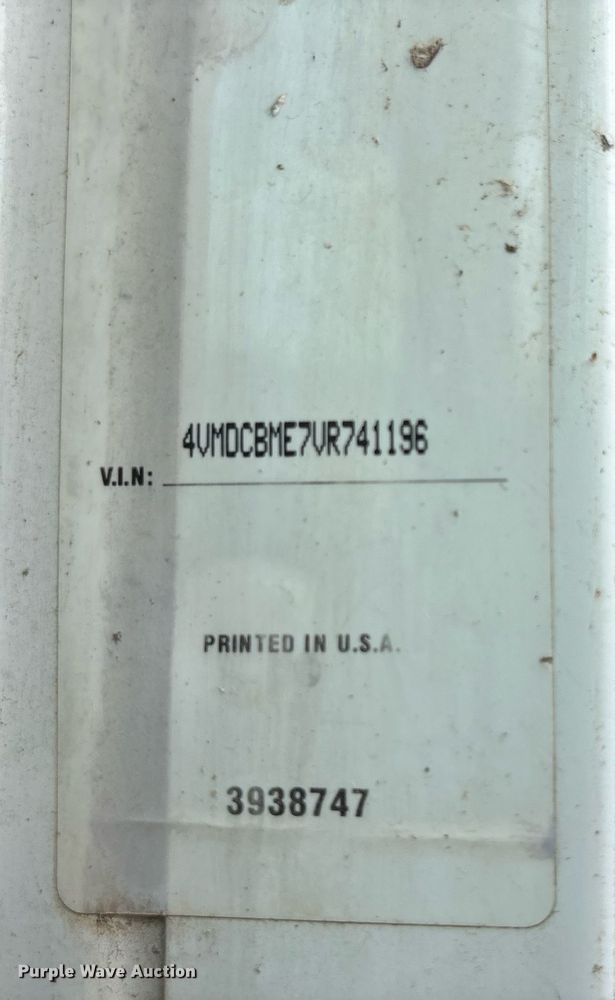 4VMDCBME7VR741196
V.I.N:
PRINTED IN U.S.A.
3938747
Purple Wave Auction